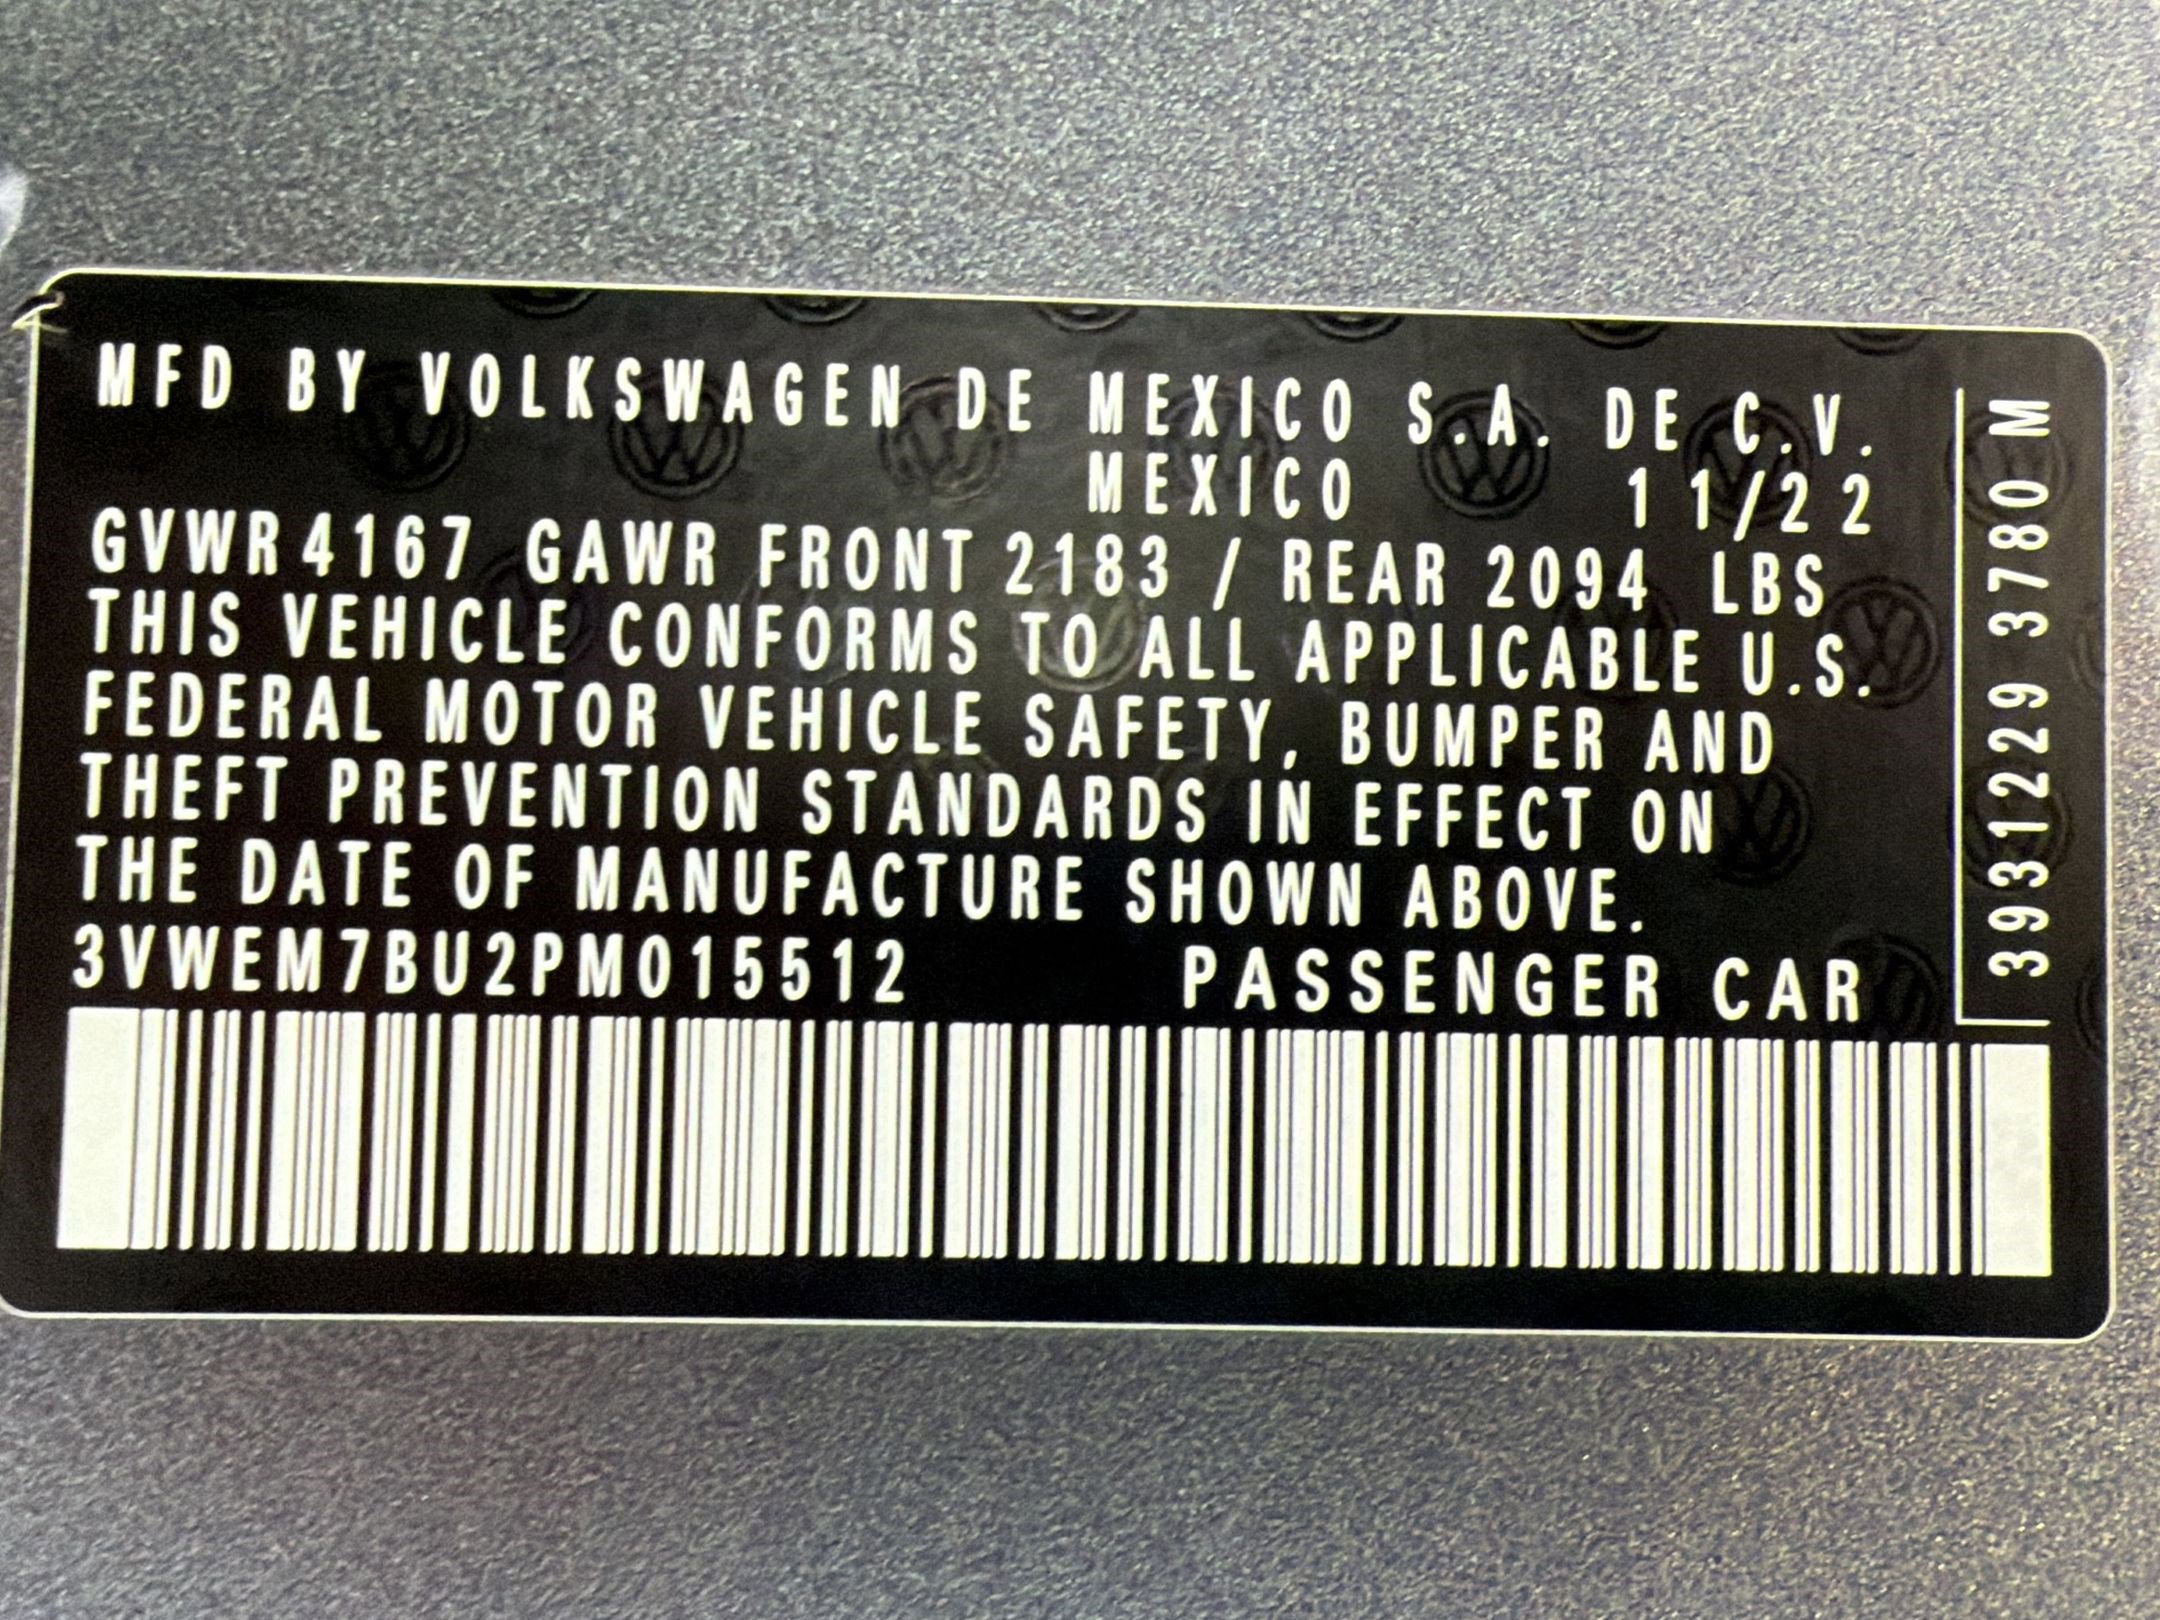 MFD BY VOLKSWAGEN DE MEXICO S.A. DE C.V.
MEXICO 11/22
GVWR 4167 GAWR FRONT 2183 / REAR 2094 LBS
THIS VEHICLE CONFORMS TO ALL APPLICABLE U.S.
FEDERAL MOTOR VEHICLE SAFETY, BUMPER AND
THEFT PREVENTION STANDARDS IN EFFECT ON
THE DATE OF MANUFACTURE SHOWN ABOVE.
3VWEM7BU2PM015512 PASSENGER CAR
3931229 3780 M